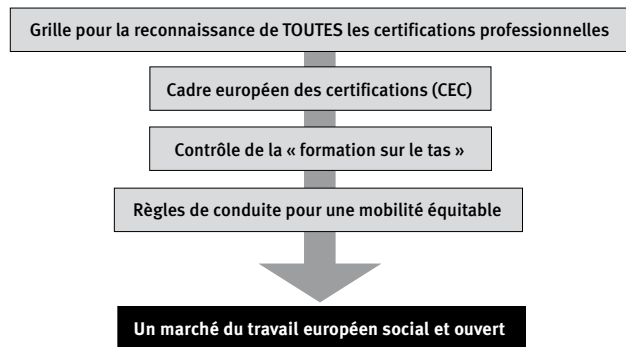 Grille pour la reconnaissance de TOUTES les certifications professionnelles
Cadre européen des certifications (CEC)
Contrôle de la « formation sur le tas »
Règles de conduite pour une mobilité équitable
Un marché du travail européen social et ouvert